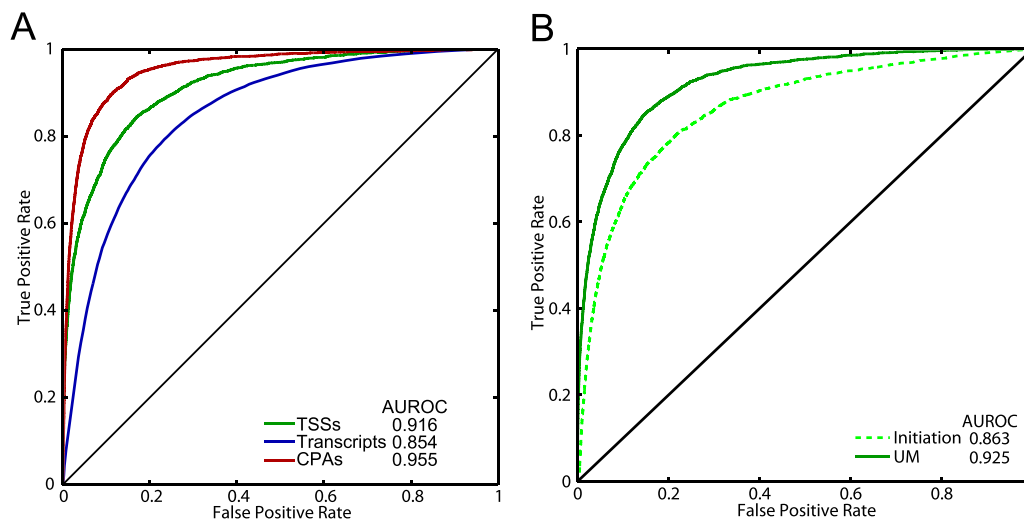 A
1
0.8
0.6
0.4
0.2
0
True Positive Rate
AUROC
TSSs 0.916
Transcripts 0.854
CPAs 0.955
0 0.2 0.4 0.6 0.8 1
False Positive Rate
B
1
0.8
0.6
0.4
0.2
0
True Positive Rate
AUROC
Initiation 0.863
UM 0.925
0 0.2 0.4 0.6 0.8
False Positive Rate